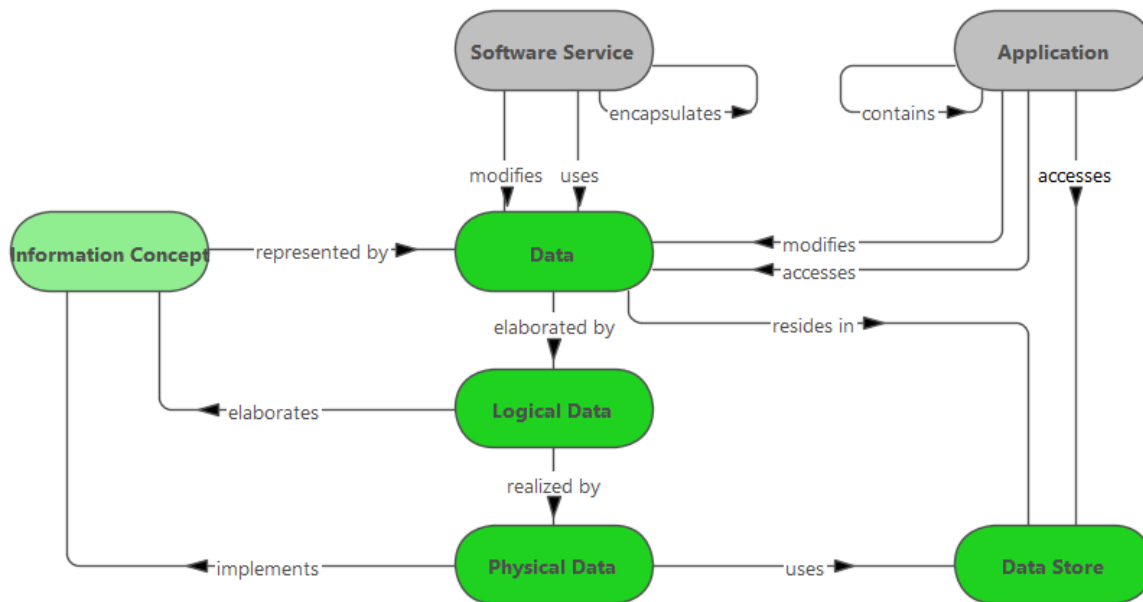 Software Service
Application
encapsulates
contains
modifies
uses
accesses
Information Concept
represented by
Data
modifies
accesses
elaborated by
resides in
elaborates
Logical Data
realized by
implements
Physical Data
uses
Data Store